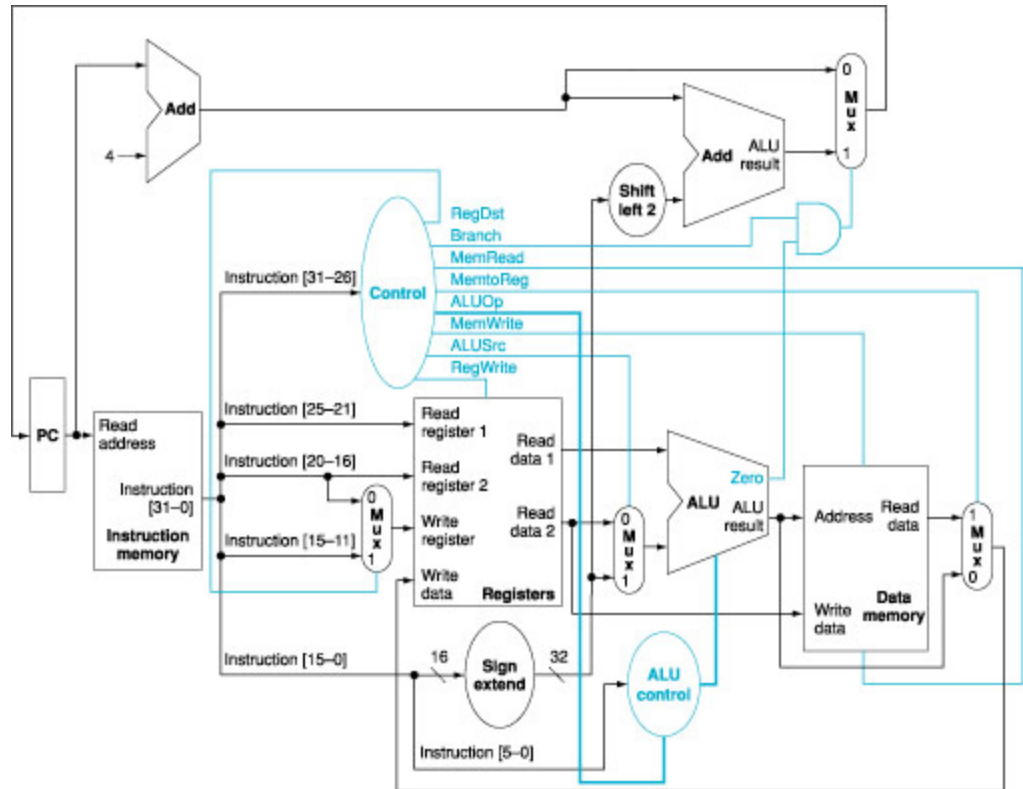 Add
4
0
M
u
x
1
Add
ALU
result
Shift
left 2
RegDst
Branch
MemRead
MemtoReg
ALUOp
MemWrite
ALUSrc
RegWrite
Control
Instruction [31–26]
Instruction [25–21]
Instruction [20–16]
Instruction [15–11]
Instruction [15–0]
Instruction [5–0]
PC
Read
address
Instruction
[31–0]
Instruction
memory
0
M
u
x
1
Read
register 1
Read
register 2
Write
register
Write
data
Read
data 1
Read
data 2
Registers
0
M
u
x
1
Zero
ALU
ALU
result
Address
Read
data
Write
data
Data
memory
1
M
u
x
0
16
Sign
extend
32
ALU
control